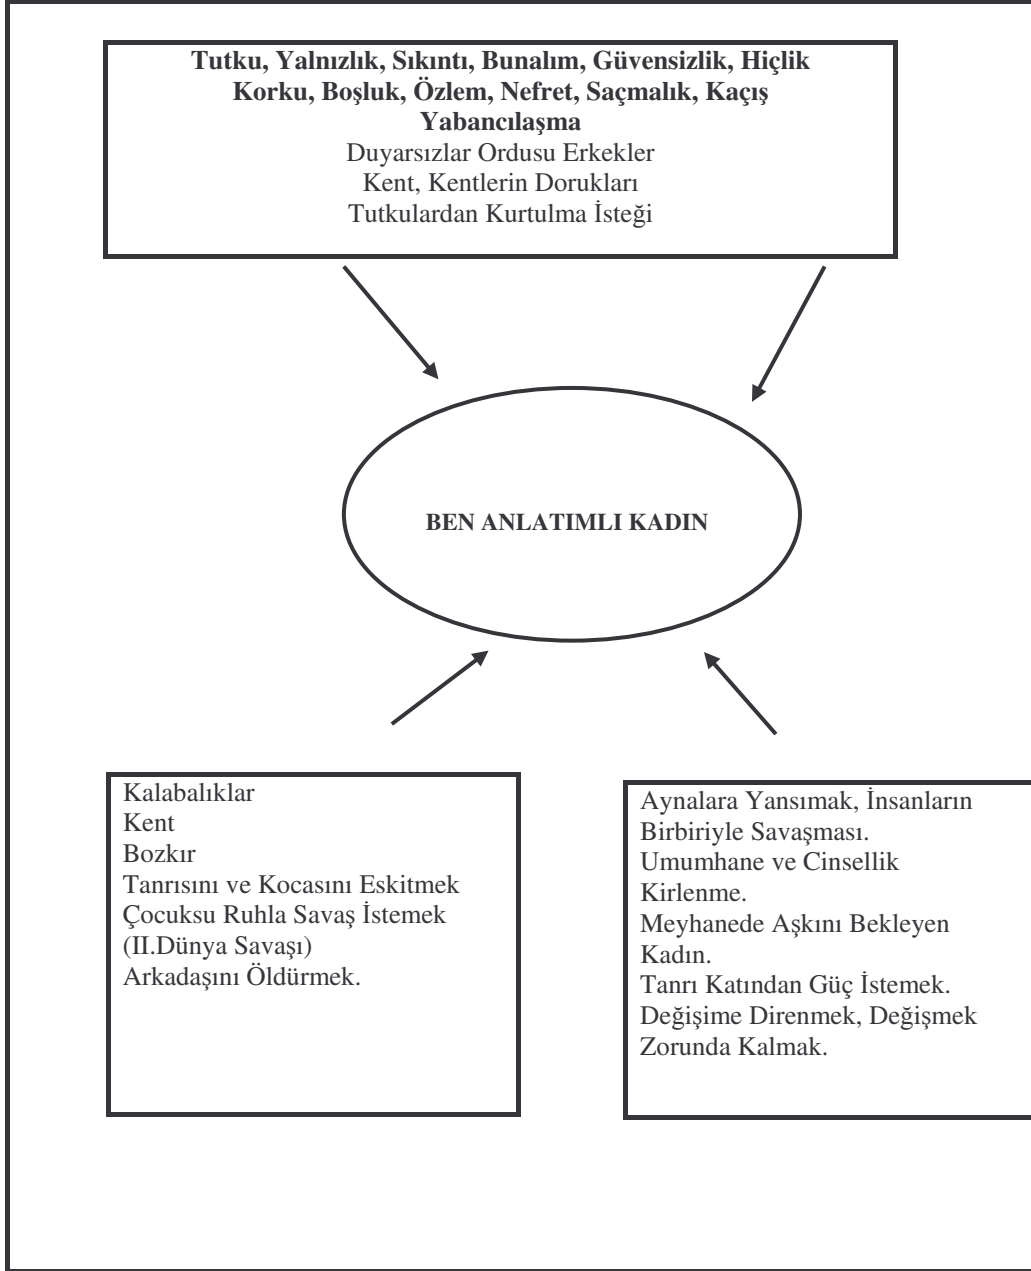 Tutku, Yalnızlık, Sıkıntı, Bunalım, Güvensizlik, Hiçlik
Korku, Boşluk, Özlem, Nefret, Saçmalık, Kaçış
Yabancılaşma
Duyarsızlar Ordusu Erkekler
Kent, Kentlerin Dorukları
Tutkulardan Kurtulma İsteği
BEN ANLATIMLI KADIN
Kalabalıklar
Kent
Bozkır
Tanrısını ve Kocasını Eskitmek
Çocuksu Ruhla Savaş İstemek
(II.Dünya Savaşı)
Arkadaşını Öldürmek.
Aynalara Yansımak, İnsanların
Birbiriyle Savaşması.
Umumhane ve Cinsellik
Kirlenme.
Meyhanede Aşkını Bekleyen
Kadın.
Tanrı Katından Güç İstemek.
Değişime Direnmek, Değişmek
Zorunda Kalmak.